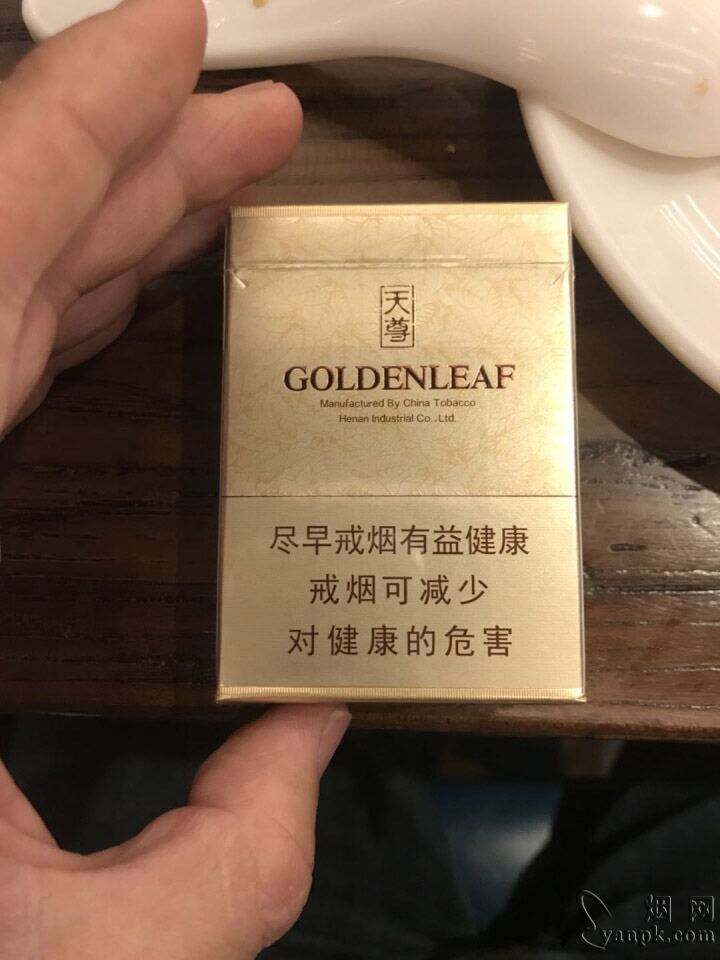 天尊
GOLDENLEAF
Manufactured By China Tobacco
Henan Industrial Co.,Ltd.
尽早戒烟有益健康
戒烟可减少
对健康的危害
烟网
yanpk.com